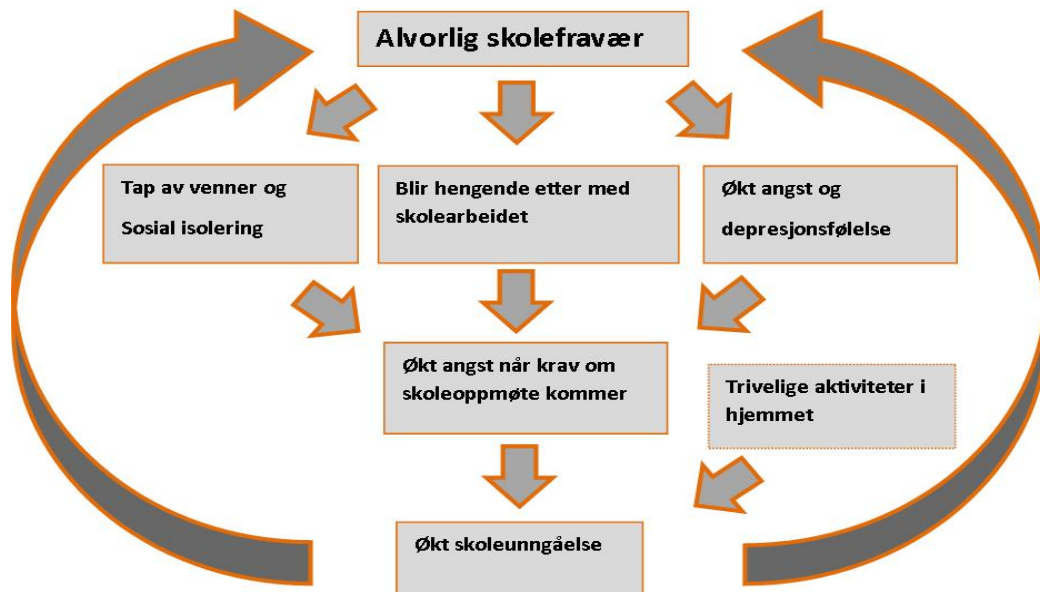 Alvorlig skolefravær
Tap av venner og
Sosial isolering
Blir hengende etter med
skolearbeidet
Økt angst og
depresjonsfølelse
Økt angst når krav om
skoleoppmøte kommer
Trivelige aktiviteter i
hjemmet
Økt skoleunngåelse